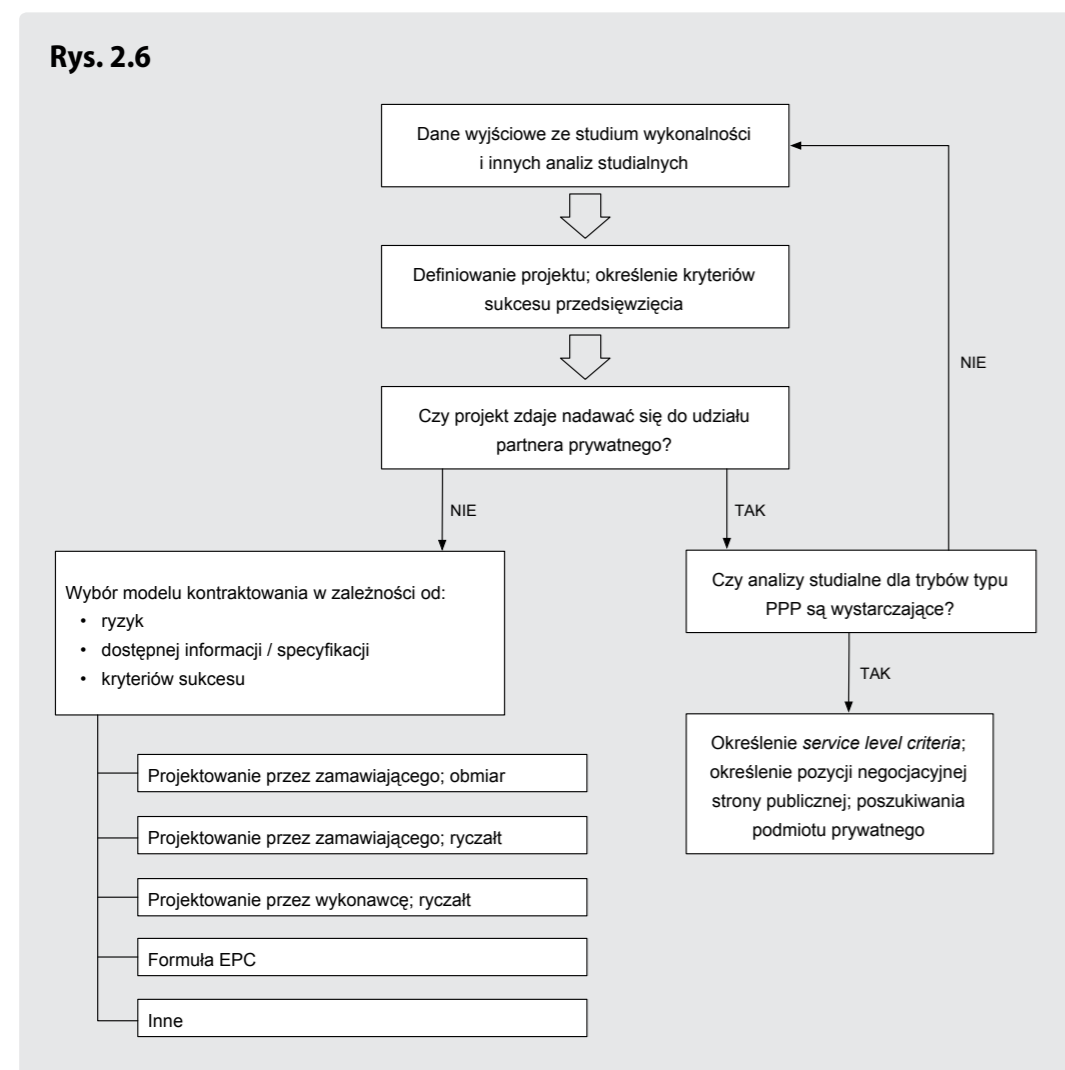 Rys. 2.6
Dane wyjściowe ze studium wykonalności
i innych analiz studialnych
Definiowanie projektu; określenie kryteriów
sukcesu przedsięwzięcia
NIE
Czy projekt zdaje nadawać się do udziału
partnera prywatnego?
NIE
TAK
Wybór modelu kontraktowania w zależności od:
• ryzyk
• dostępnej informacji / specyfikacji
• kryteriów sukcesu
Czy analizy studialne dla trybów typu
PPP są wystarczające?
TAK
Określenie service level criteria;
określenie pozycji negocjacyjnej
strony publicznej; poszukiwania
podmiotu prywatnego
Projektowanie przez zamawiającego; obmiar
Projektowanie przez zamawiającego; ryczałt
Projektowanie przez wykonawcę; ryczałt
Formuła EPC
Inne